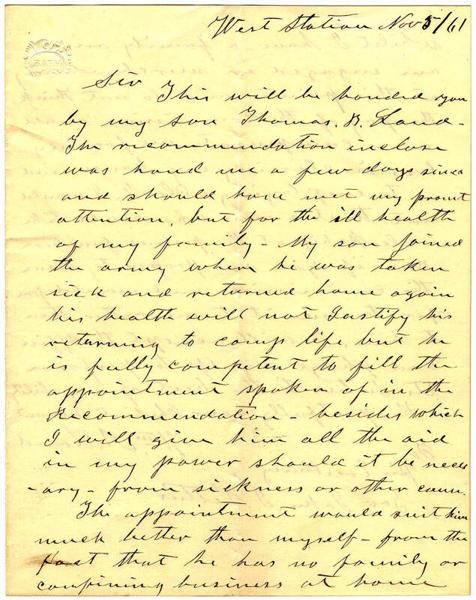 West Station Nov 5/61
Sir This will be handed you
by my son Thomas. B. Land -
The recommendation inclose
was hand me a few days since
and should have met my promt
attention, but for the ill health
of my family - My son joined
the army where he was taken
sick and returned home again
his health will not Justify his
returning to camp life but he
is fully competent to fill the
appointment spoken of in the
Recommendation - besides which
I will give him all the aid
in my power should it be necess
-ary - from sickness or other cause
The appointment would suit him
much better than myself - from the
fact that he has no family or
confining business at home